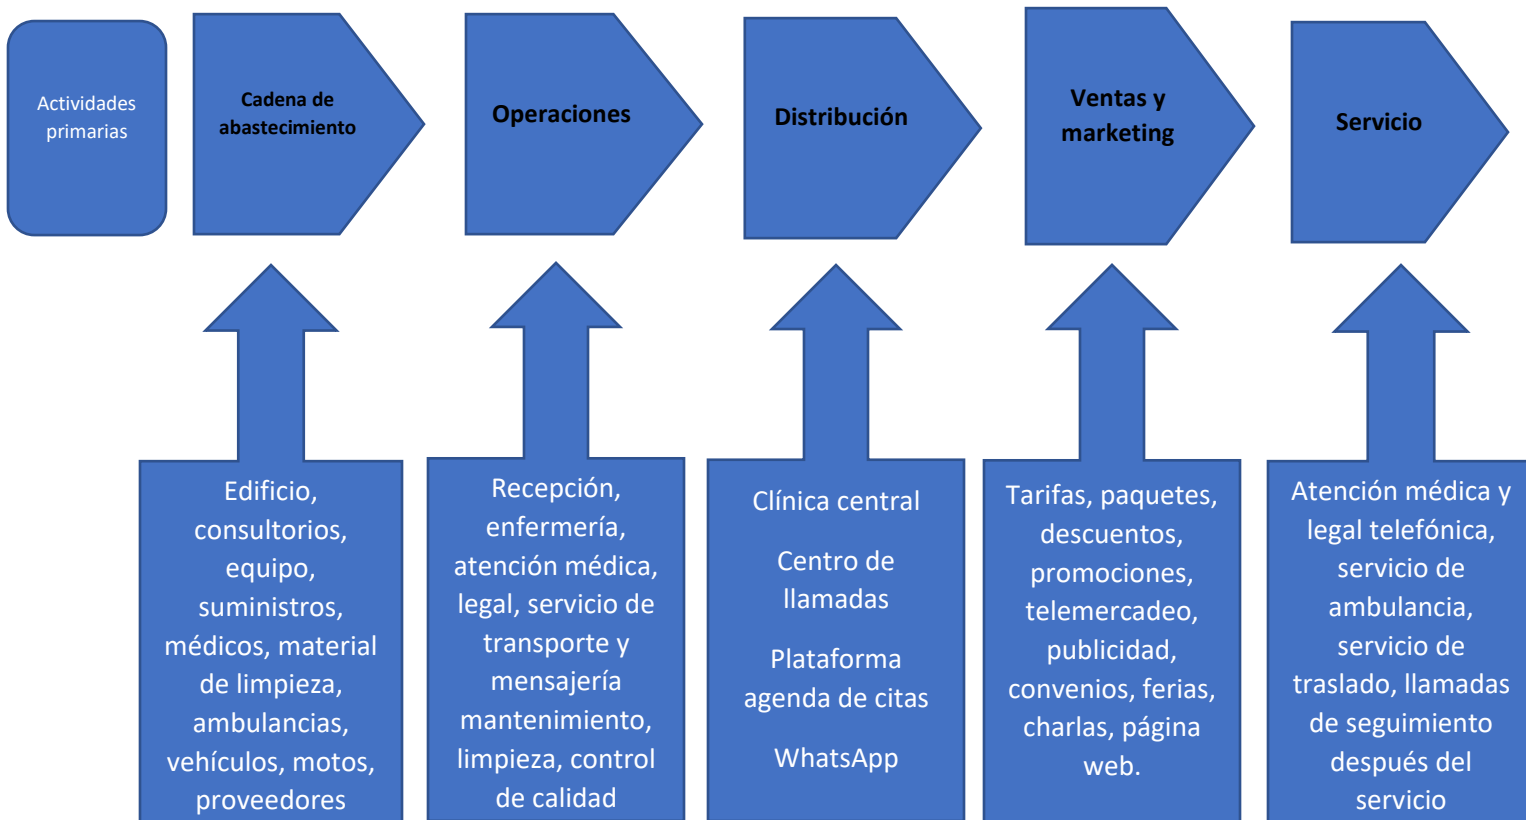 Actividades
primarias
Cadena de
abastecimiento
Operaciones
Distribución
Ventas y
marketing
Servicio
Edificio,
consultorios,
equipo,
suministros,
médicos, material
de limpieza,
ambulancias,
vehículos, motos,
proveedores
Recepción,
enfermería,
atención médica,
legal, servicio de
transporte y
mensajería
mantenimiento,
limpieza, control
de calidad
Clínica central
Centro de
llamadas
Plataforma
agenda de citas
WhatsApp
Tarifas, paquetes,
descuentos,
promociones,
telemercadeo,
publicidad,
convenios, ferias,
charlas, página
web.
Atención médica y
legal telefónica,
servicio de
ambulancia,
servicio de
traslado, llamadas
de seguimiento
después del
servicio